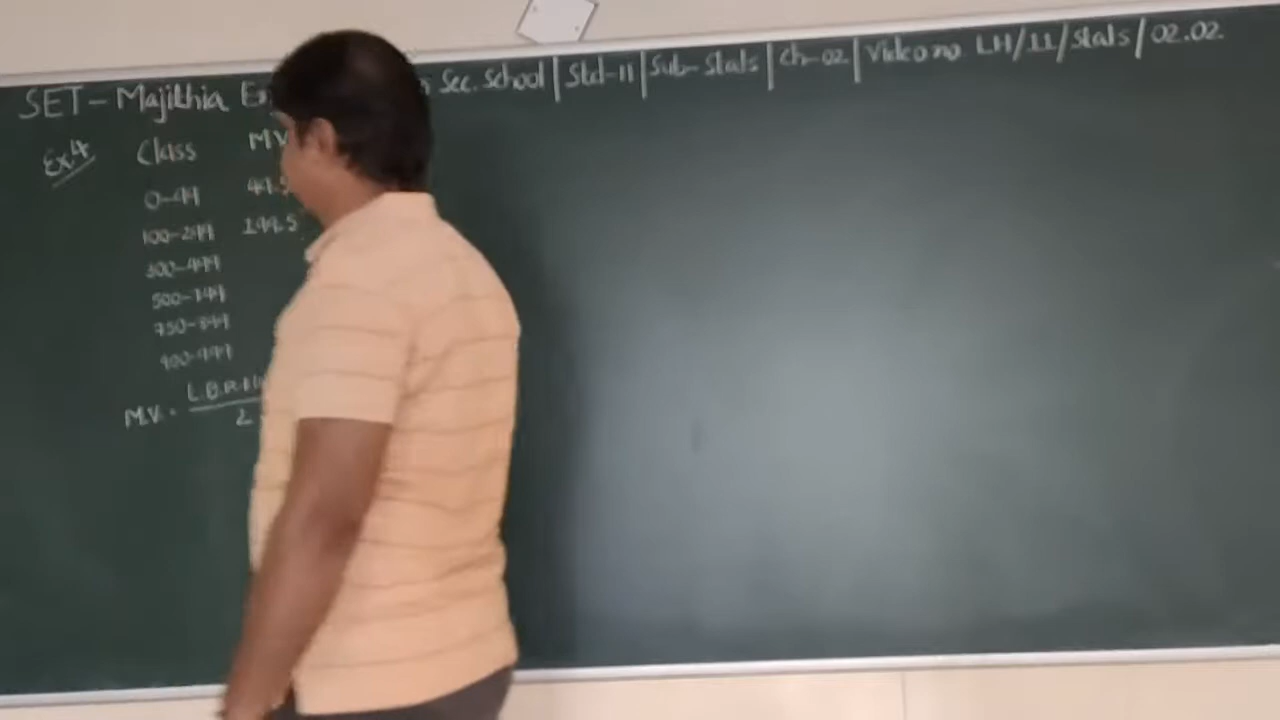 SET - Majithia Sec. School | Std-11 | Sub-Stats | Ch-02 | Video no LH/11/Stats/02.02
Ex.4 Class M.V
0-99 49.5
100-299 199.5
300-499
500-749
750-899
900-999
M.V. = L.B.P. + 
2